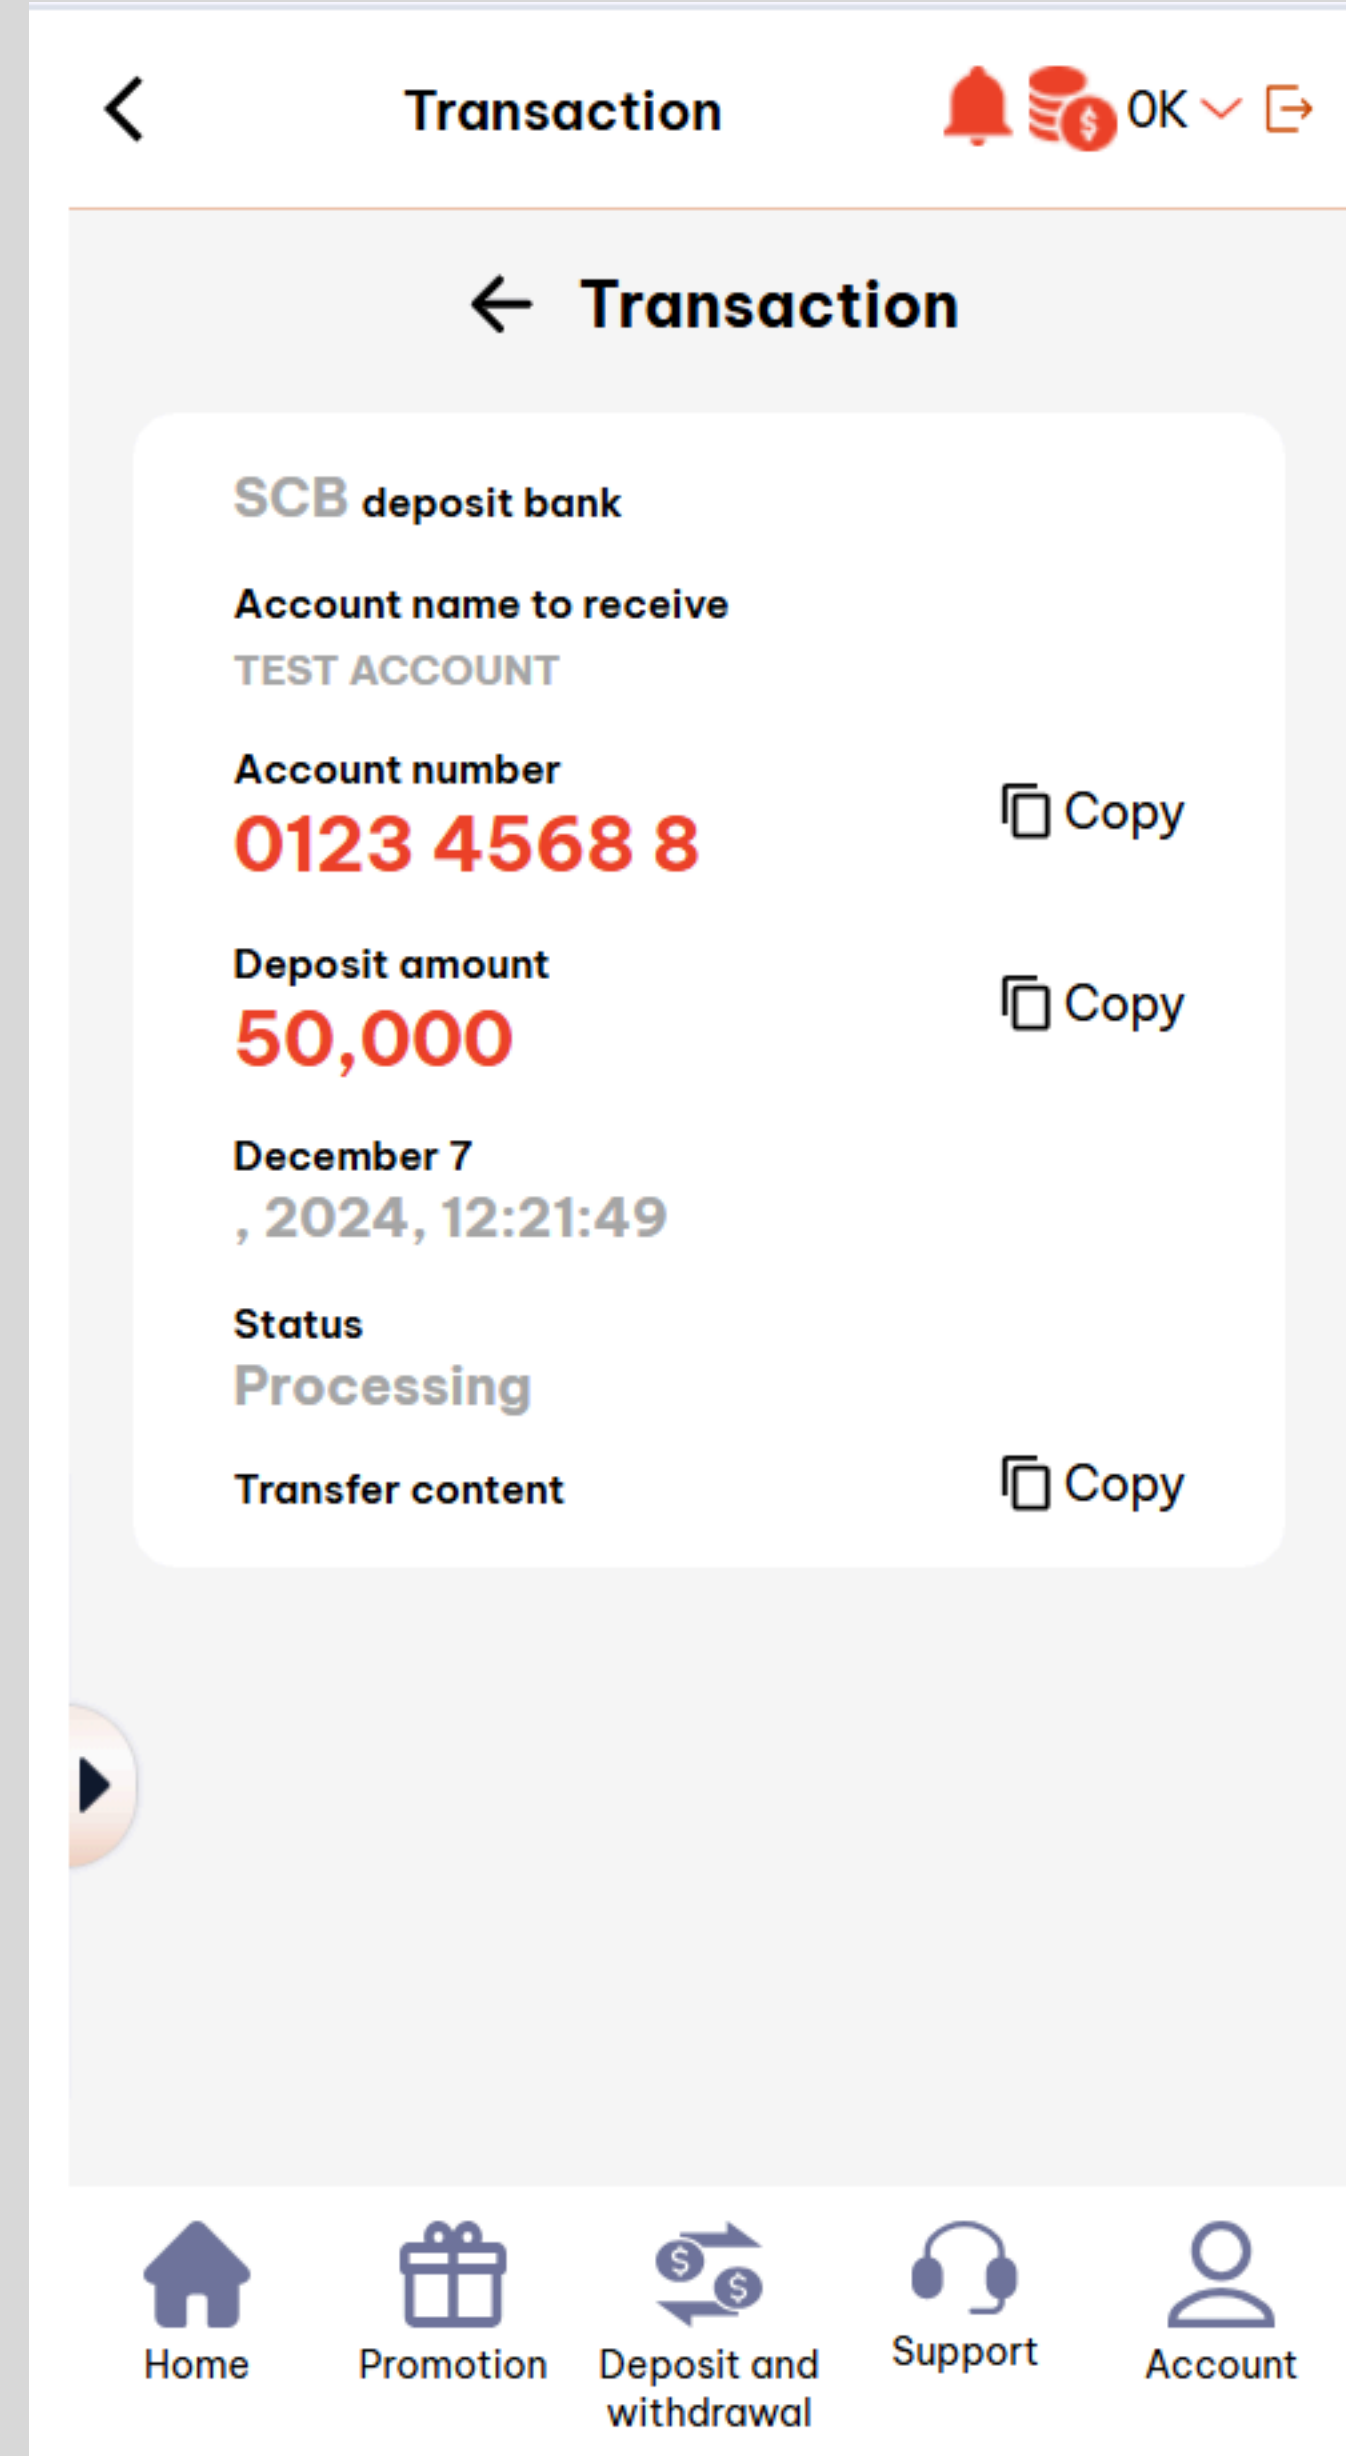 Transaction
0K
Transaction
SCB deposit bank
Account name to receive
TEST ACCOUNT
Account number
0123 4568 8
Copy
Deposit amount
50,000
Copy
December 7
, 2024, 12:21:49
Status
Processing
Transfer content
Copy
Home
Promotion
Deposit and
withdrawal
Support
Account